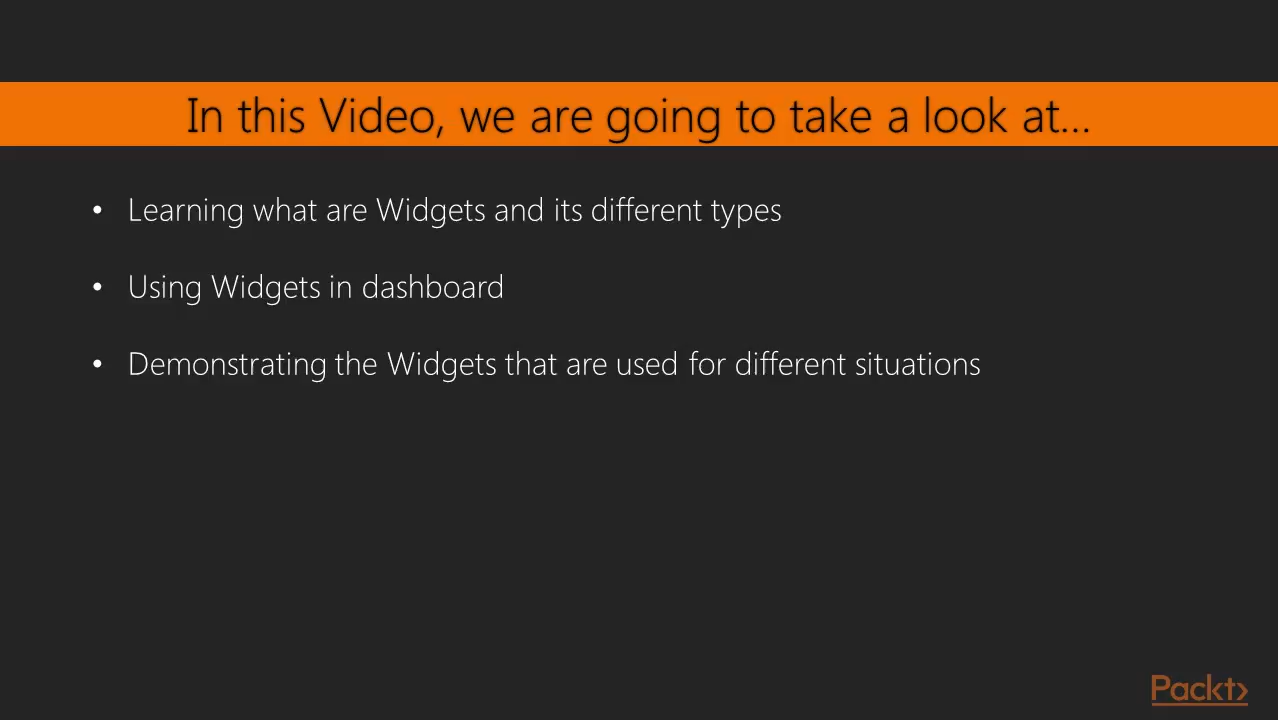 In this Video, we are going to take a look at...
• Learning what are Widgets and its different types
• Using Widgets in dashboard
• Demonstrating the Widgets that are used for different situations
Packt>